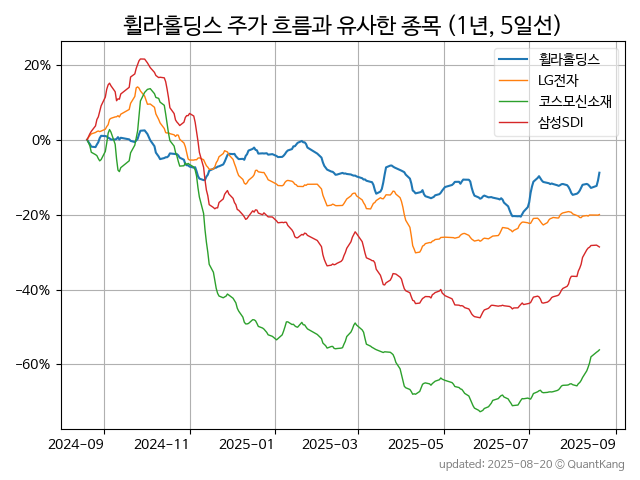 휠라홀딩스 주가 흐름과 유사한 종목 (1년, 5일선)
휠라홀딩스
LG전자
코스모신소재
삼성SDI
20%
0%
−20%
−40%
−60%
2024-09 2024-11 2025-01 2025-03 2025-05 2025-07 2025-09
updated: 2025-08-20 © QuantKang